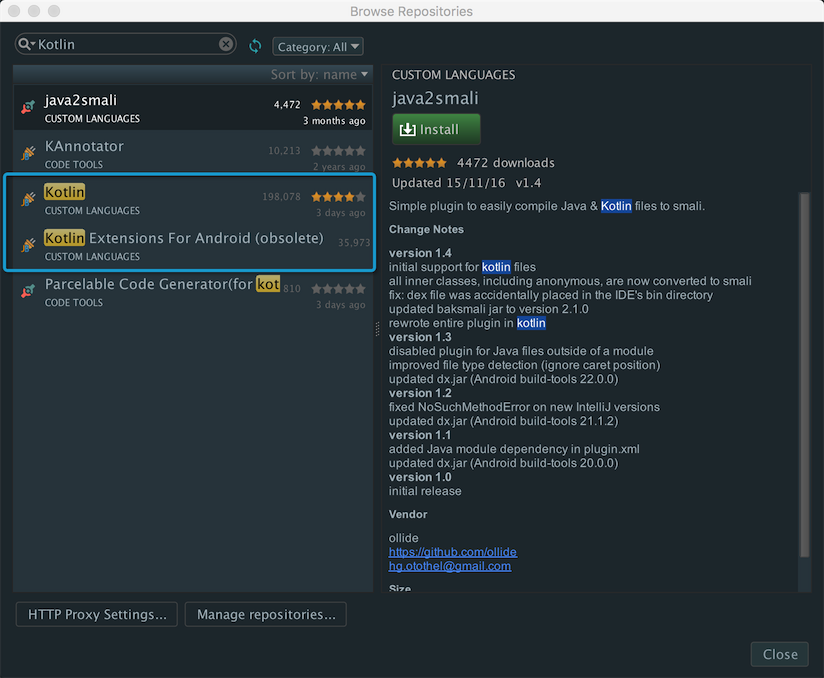 Browse Repositories
Kotlin
Category: All
Sort by: name
java2smali
4,472
CUSTOM LANGUAGES
3 months ago
KAnnotator
10,213
CODE TOOLS
2 years ago
Kotlin
198,078
CUSTOM LANGUAGES
3 days ago
Kotlin Extensions For Android (obsolete)
35,973
CUSTOM LANGUAGES
Parcelable Code Generator(for kot
810
CODE TOOLS
3 days ago
HTTP Proxy Settings...
Manage repositories...
CUSTOM LANGUAGES
java2smali
Install
4472 downloads
Updated 15/11/16 v1.4
Simple plugin to easily compile Java & Kotlin files to smali.
Change Notes
version 1.4
initial support for kotlin files
all inner classes, including anonymous, are now converted to smali
fix: dex file was accidentally placed in the IDE's bin directory
updated baksmali jar to version 2.1.0
rewrote entire plugin in kotlin
version 1.3
disabled plugin for Java files outside of a module
improved file type detection (ignore caret position)
updated dx.jar (Android build-tools 22.0.0)
version 1.2
fixed NoSuchMethodError on new IntelliJ versions
updated dx.jar (Android build-tools 21.1.2)
version 1.1
added Java module dependency in plugin.xml
updated dx.jar (Android build-tools 20.0.0)
version 1.0
initial release
Vendor
ollide
https://github.com/ollide
hg.otothel@gmail.com
Size
Close